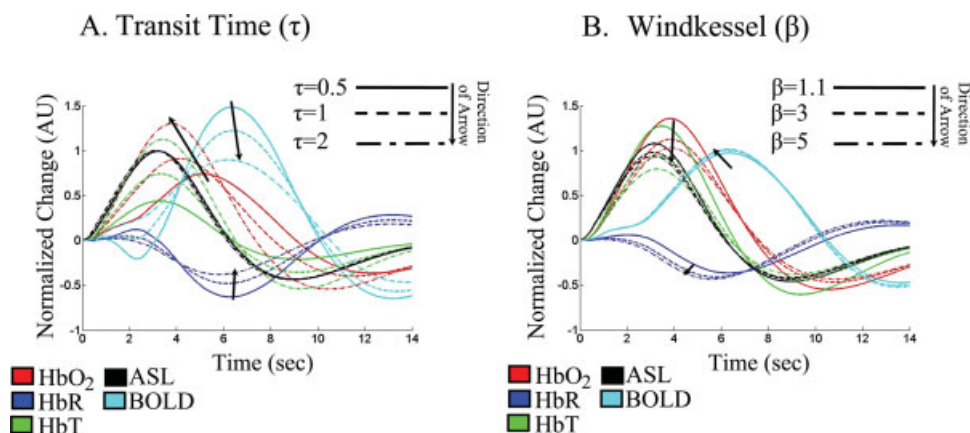 A. Transit Time (τ)
τ=0.5
τ=1
τ=2
Direction
of Arrow
Normalized Change (AU)
1.5
1
0.5
0
-0.5
-1
0 2 4 6 8 10 12 14
Time (sec)
HbO2 ASL
HbR BOLD
HbT
B. Windkessel (β)
β=1.1
β=3
β=5
Direction
of Arrow
Normalized Change (AU)
1.5
1
0.5
0
-0.5
-1
0 2 4 6 8 10 12 14
Time (sec)
HbO2 ASL
HbR BOLD
HbT